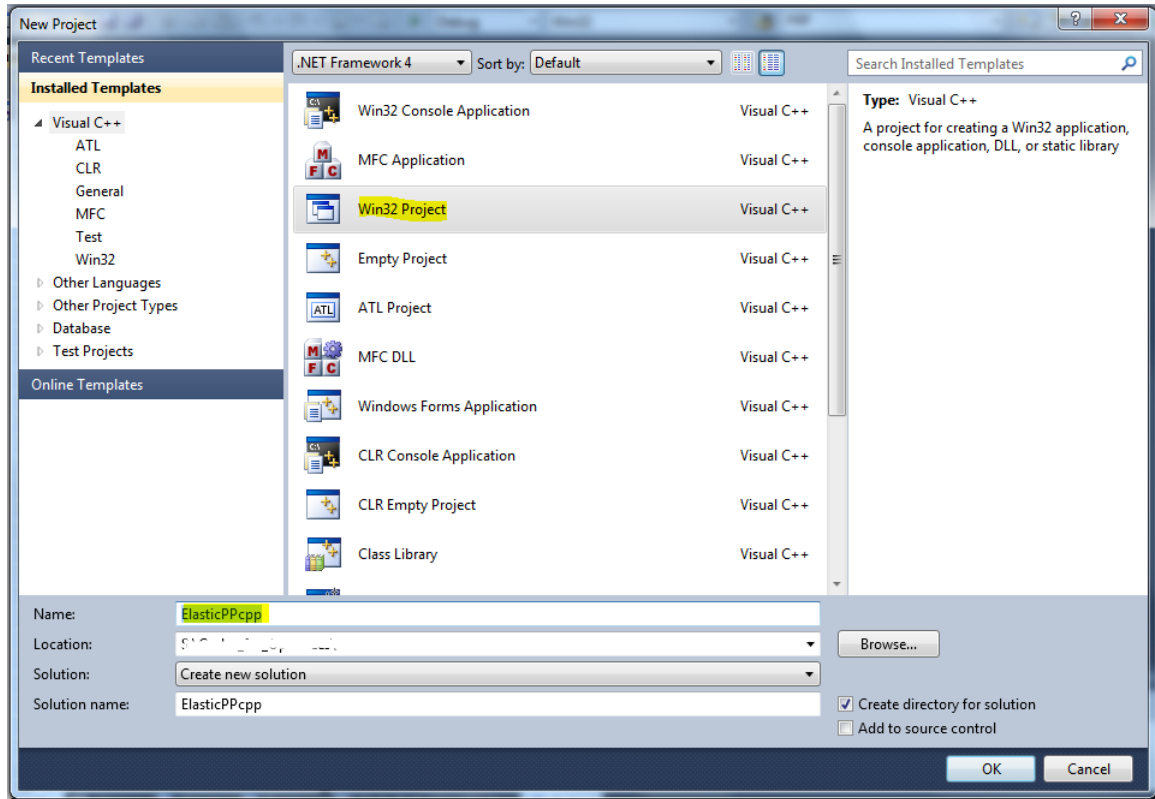 New Project
Recent Templates
Installed Templates
Visual C++
ATL
CLR
General
MFC
Test
Win32
Other Languages
Other Project Types
Database
Test Projects
Online Templates
.NET Framework 4
Sort by: Default
Win32 Console Application Visual C++
MFC Application Visual C++
Win32 Project Visual C++
Empty Project Visual C++
ATL Project Visual C++
MFC DLL Visual C++
Windows Forms Application Visual C++
CLR Console Application Visual C++
CLR Empty Project Visual C++
Class Library Visual C++
Search Installed Templates
Type: Visual C++
A project for creating a Win32 application,
console application, DLL, or static library
Name: ElasticPPcpp
Location:
Browse...
Solution: Create new solution
Solution name: ElasticPPcpp
Create directory for solution
Add to source control
OK Cancel